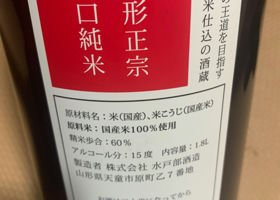 の王道を目指す
米仕込の酒蔵
形正宗
口純米
原材料名：米（国産）、米こうじ（国産米）
原料米：国産米100％使用
精米歩合：60％
アルコール分：15度 内容量：1.8L
製造者 株式会社 水戸部酒造
山形県天童市原町乙7番地